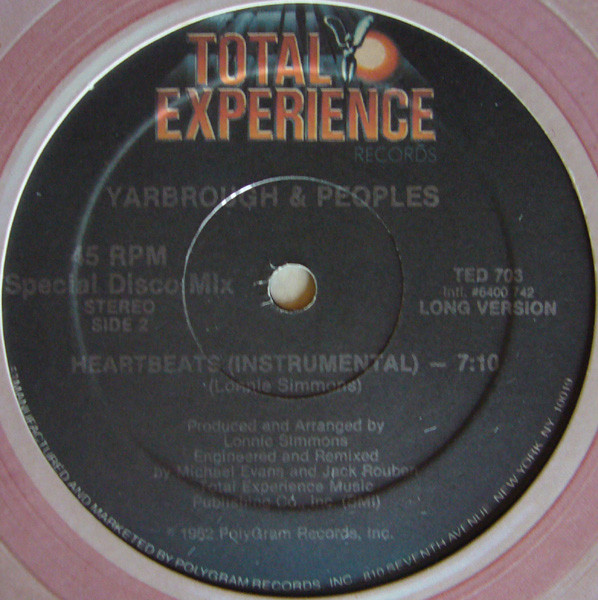 TOTAL
EXPERIENCE
RECORDS
YARBROUGH & PEOPLES
45 RPM
Special Disco Mix
STEREO
SIDE 2
TED 703
Intl. #6400 742
LONG VERSION
HEARTBEATS (INSTRUMENTAL) – 7:10
(Lonnie Simmons)
Produced and Arranged by
Lonnie Simmons
Engineered and Remixed
by Michael Evans and Jack Rouben
Total Experience Music
Publishing Co., Inc. (BMI)
℗ 1982 PolyGram Records, Inc.
MANUFACTURED AND MARKETED BY POLYGRAM RECORDS, INC. 810 SEVENTH AVENUE, NEW YORK, N.Y. 10019